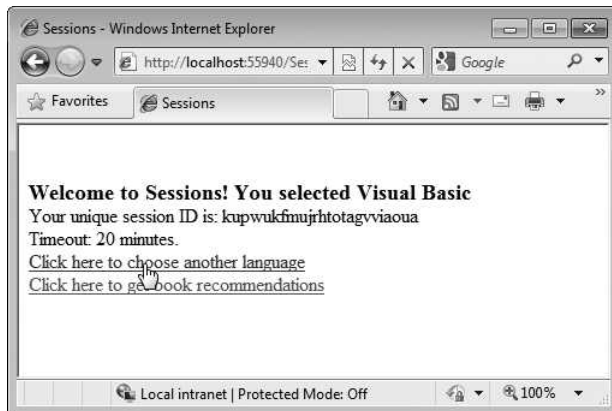 Sessions - Windows Internet Explorer
http://localhost:55940/Ses
Google
Favorites
Sessions
»
Welcome to Sessions! You selected Visual Basic
Your unique session ID is: kupwukfmujrhtotagvviaoua
Timeout: 20 minutes.
Click here to choose another language
Click here to get book recommendations
Local intranet | Protected Mode: Off
100%